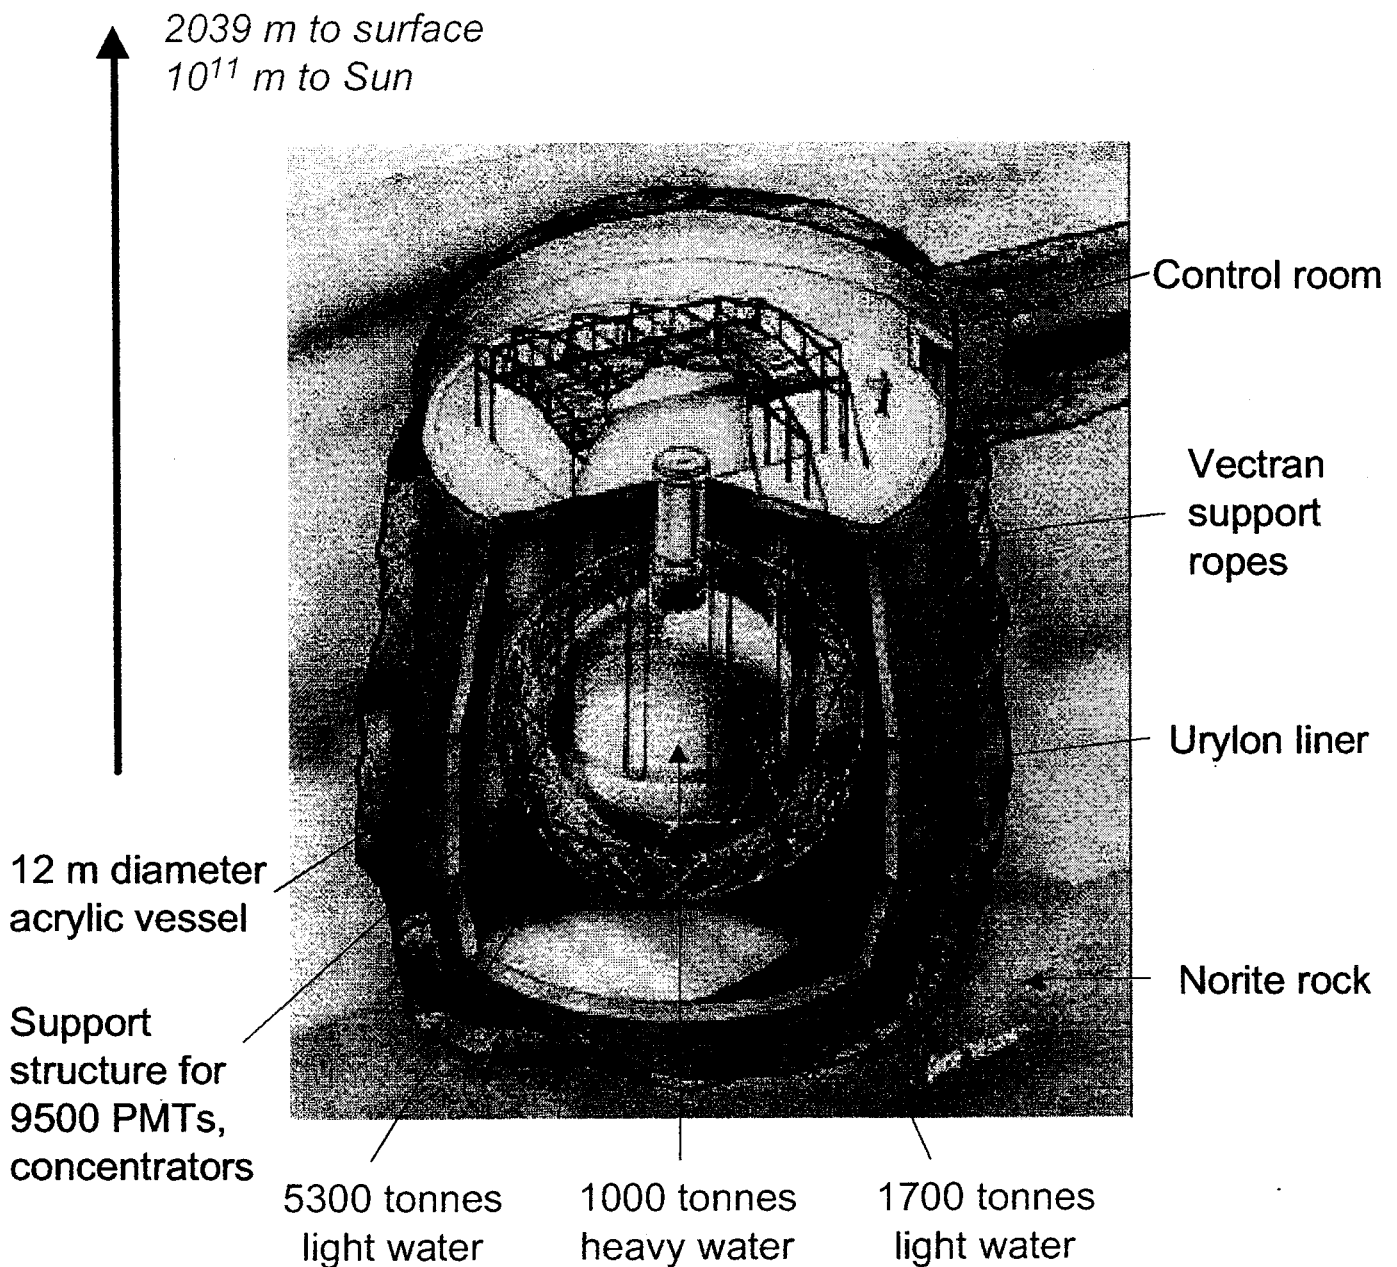 2039 m to surface
10¹¹ m to Sun
Control room
Vectran
support
ropes
Urylon liner
12 m diameter
acrylic vessel
Norite rock
Support
structure for
9500 PMTs,
concentrators
5300 tonnes
light water
1000 tonnes
heavy water
1700 tonnes
light water